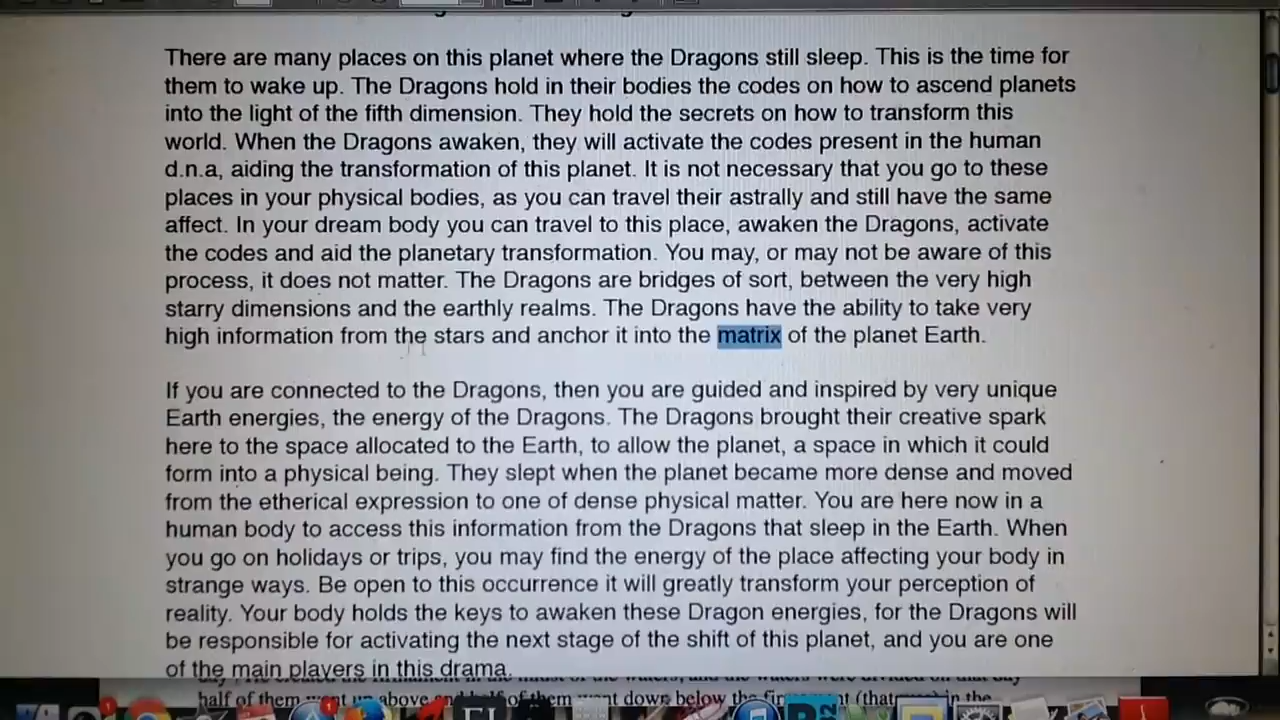 There are many places on this planet where the Dragons still sleep. This is the time for
them to wake up. The Dragons hold in their bodies the codes on how to ascend planets
into the light of the fifth dimension. They hold the secrets on how to transform this
world. When the Dragons awaken, they will activate the codes present in the human
d.n.a, aiding the transformation of this planet. It is not necessary that you go to these
places in your physical bodies, as you can travel their astrally and still have the same
affect. In your dream body you can travel to this place, awaken the Dragons, activate
the codes and aid the planetary transformation. You may, or may not be aware of this
process, it does not matter. The Dragons are bridges of sort, between the very high
starry dimensions and the earthly realms. The Dragons have the ability to take very
high information from the stars and anchor it into the matrix of the planet Earth.
If you are connected to the Dragons, then you are guided and inspired by very unique
Earth energies, the energy of the Dragons. The Dragons brought their creative spark
here to the space allocated to the Earth, to allow the planet, a space in which it could
form into a physical being. They slept when the planet became more dense and moved
from the etherical expression to one of dense physical matter. You are here now in a
human body to access this information from the Dragons that sleep in the Earth. When
you go on holidays or trips, you may find the energy of the place affecting your body in
strange ways. Be open to this occurrence it will greatly transform your perception of
reality. Your body holds the keys to awaken these Dragon energies, for the Dragons will
be responsible for activating the next stage of the shift of this planet, and you are one
of the main players in this drama.
half of them went up above and half of them went down below the (that in the